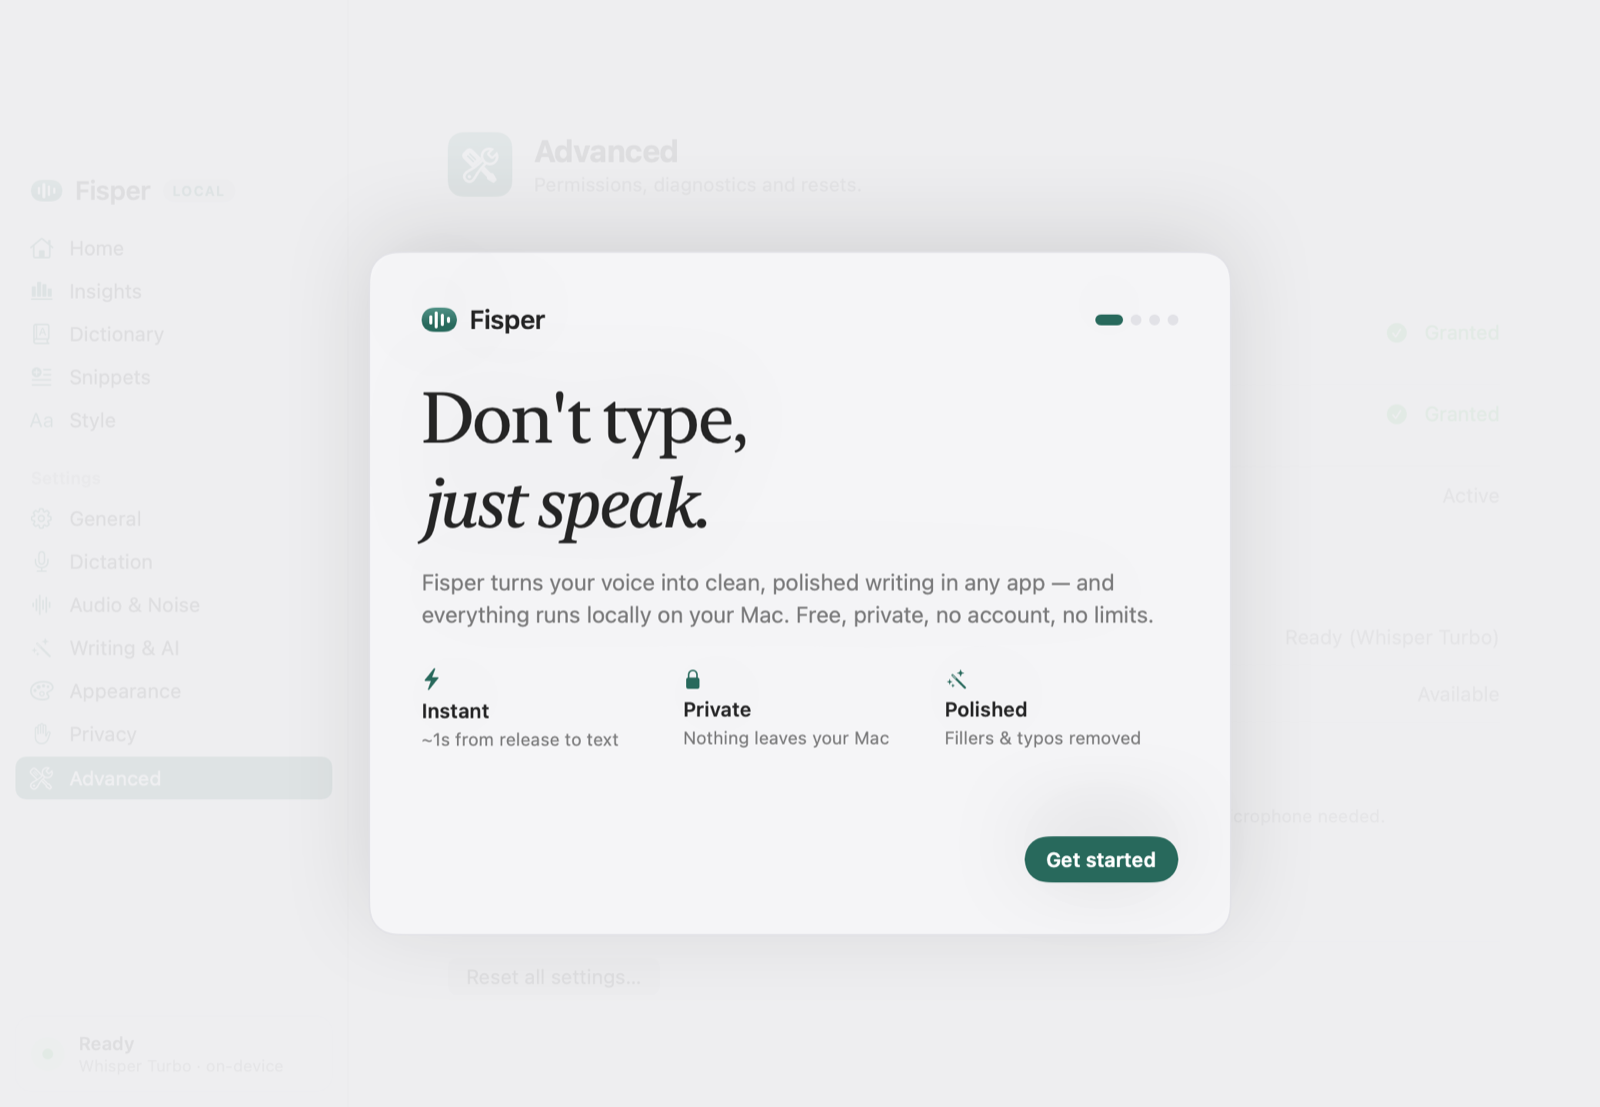 Fisper LOCAL
Home
Insights
Dictionary
Snippets
Aa Style
Settings
General
Dictation
Audio & Noise
Writing & AI
Appearance
Privacy
Advanced
Ready
Whisper Turbo · on-device
Advanced
Permissions, diagnostics and resets.
Granted
Granted
Active
Ready (Whisper Turbo)
Available
crophone needed.
Reset all settings...
Fisper
Don't type,
just speak.
Fisper turns your voice into clean, polished writing in any app — and
everything runs locally on your Mac. Free, private, no account, no limits.
Instant
~1s from release to text
Private
Nothing leaves your Mac
Polished
Fillers & typos removed
Get started